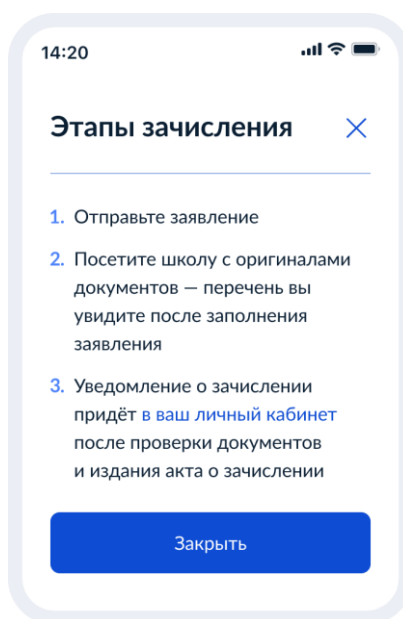 14:20
Этапы зачисления
1. Отправьте заявление
2. Посетите школу с оригиналами
документов — перечень вы
увидите после заполнения
заявления
3. Уведомление о зачислении
придёт в ваш личный кабинет
после проверки документов
и издания акта о зачислении
Закрыть